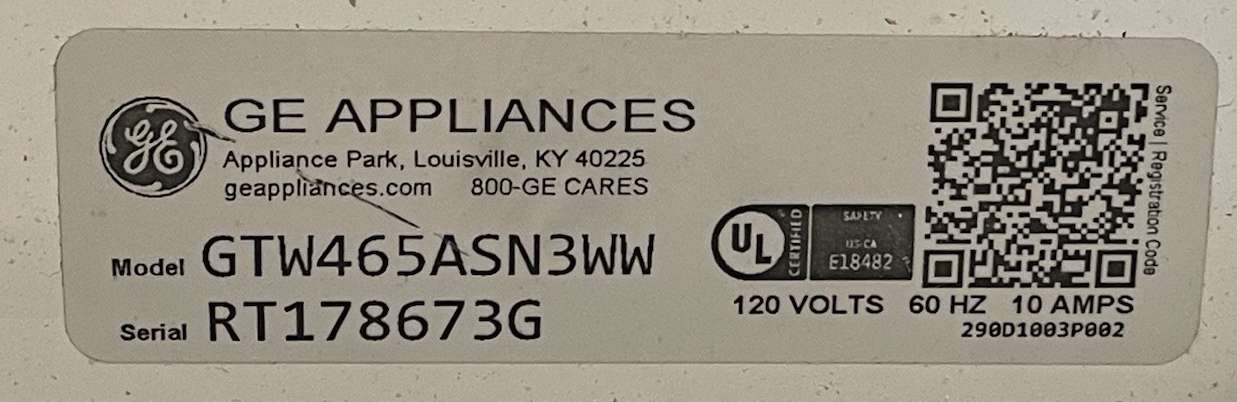 GE
GE APPLIANCES
Appliance Park, Louisville, KY 40225
geappliances.com 800-GE CARES
Model GTW465ASN3WW
Serial RT178673G
UL CERTIFIED
SAFETY
US-CA
E18482
Service | Registration Code
120 VOLTS 60 HZ 10 AMPS
290D1003P002